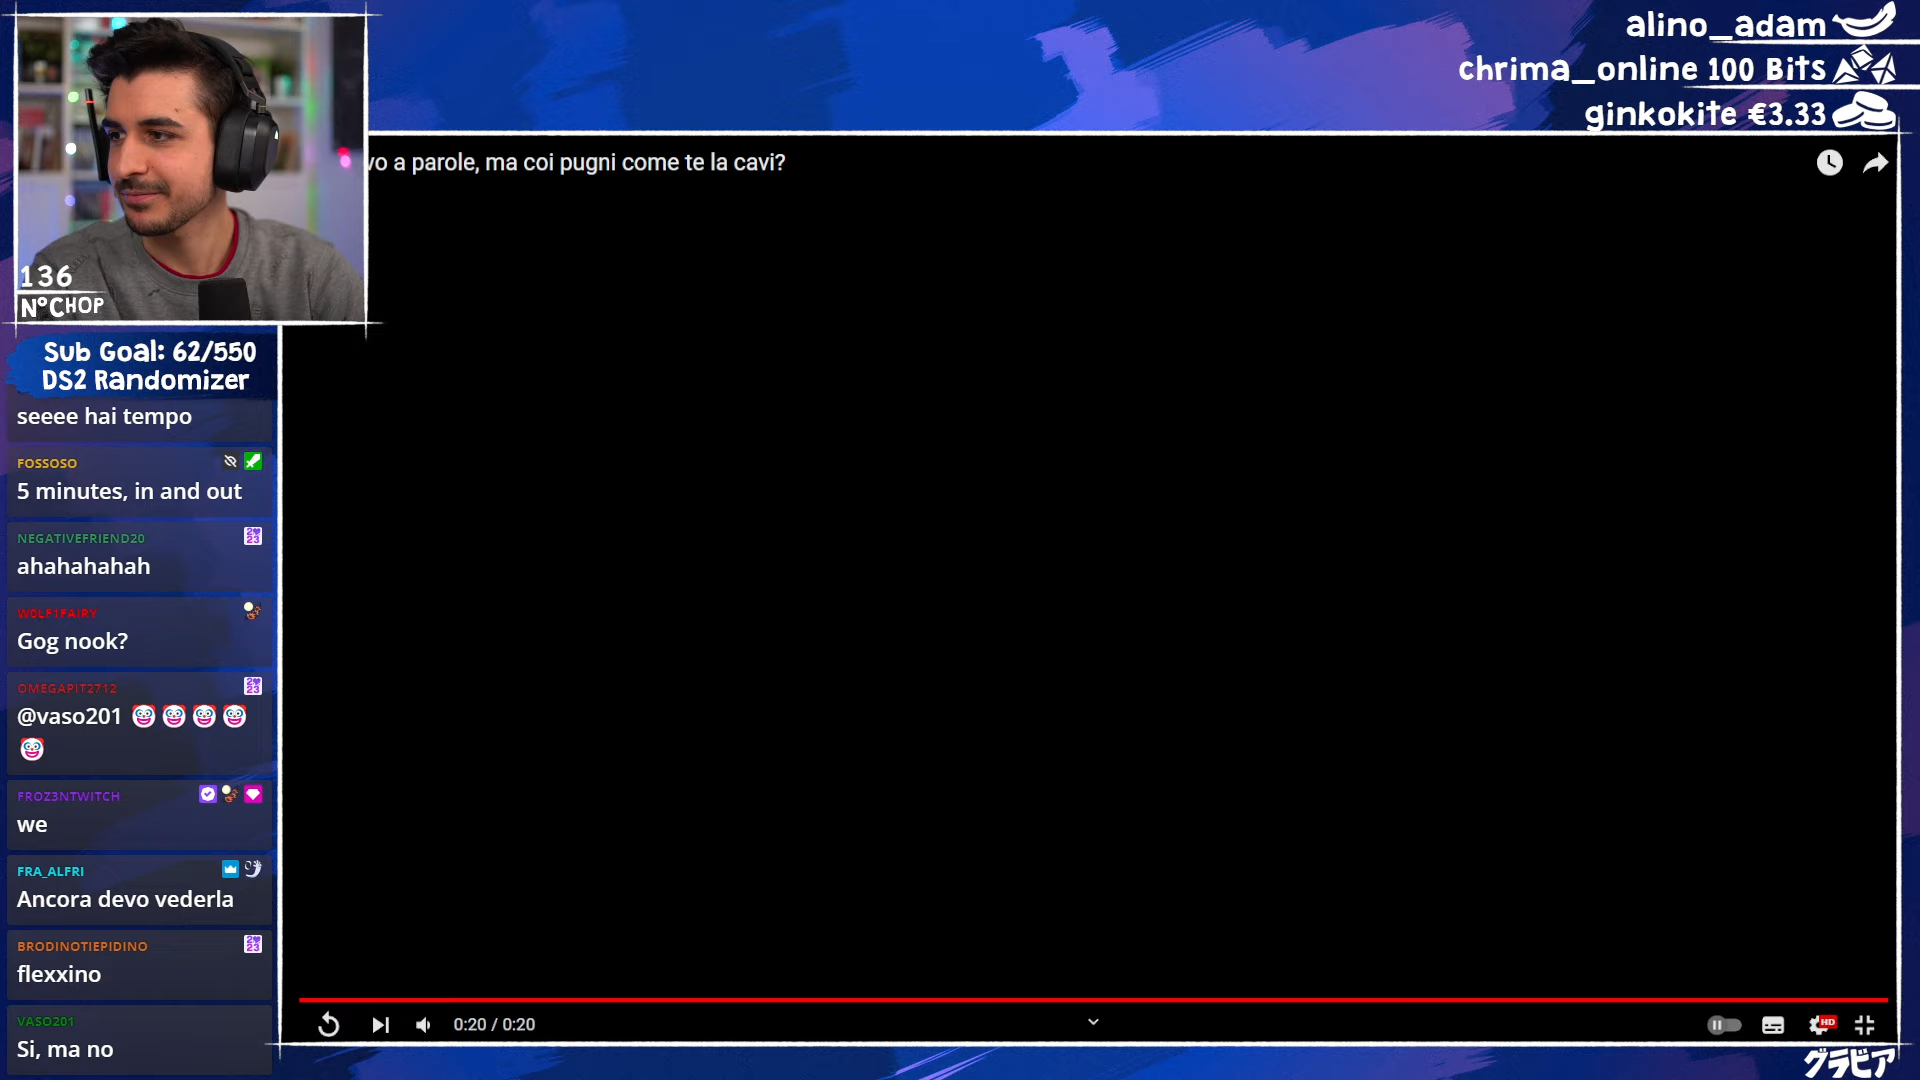 alino_adam
chrima_online 100 Bits
ginkokite €3.33
vo a parole, ma coi pugni come te la cavi?
136
N°CHOP
Sub Goal: 62/550
DS2 Randomizer
seeee hai tempo
FOSSOSO
5 minutes, in and out
NEGATIVEFRIEND20
ahahahahah
W0LF1FAIRY
Gog nook?
OMEGAPIT2712
@vaso201 🤡🤡🤡🤡
🤡
FROZ3NTWITCH
we
FRA_ALFRI
Ancora devo vederla
BRODINOTIEPIDINO
flexxino
VASO201
Si, ma no
0:20 / 0:20
HD
グラビア